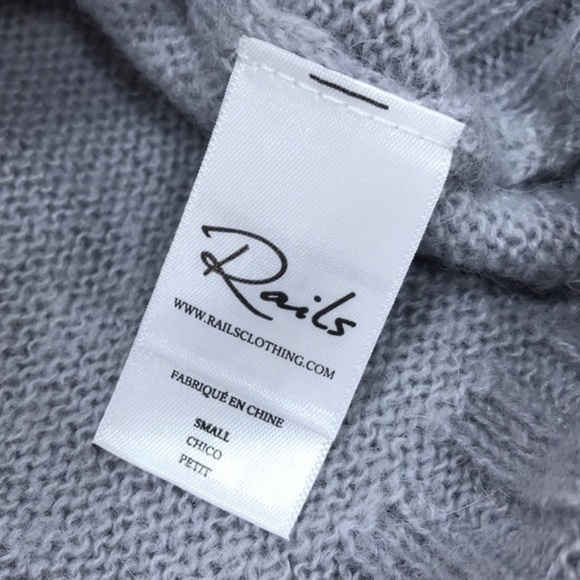 Rails
WWW.RAILSCLOTHING.COM
FABRIQUÉ EN CHINE
SMALL
CHICO
PETIT